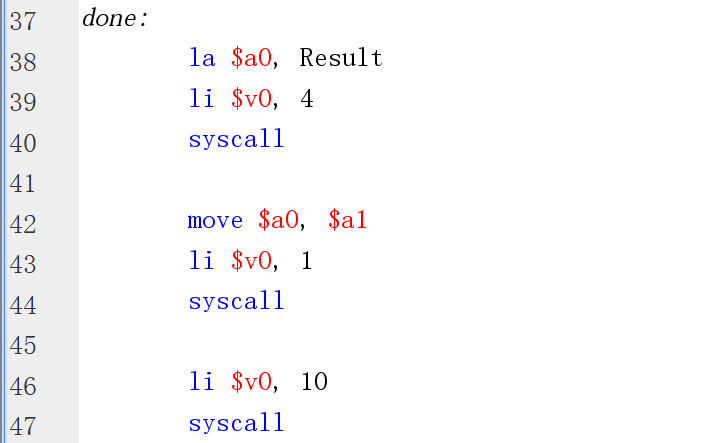 37 done:
38 la $a0, Result
39 li $v0, 4
40 syscall
41
42 move $a0, $a1
43 li $v0, 1
44 syscall
45
46 li $v0, 10
47 syscall